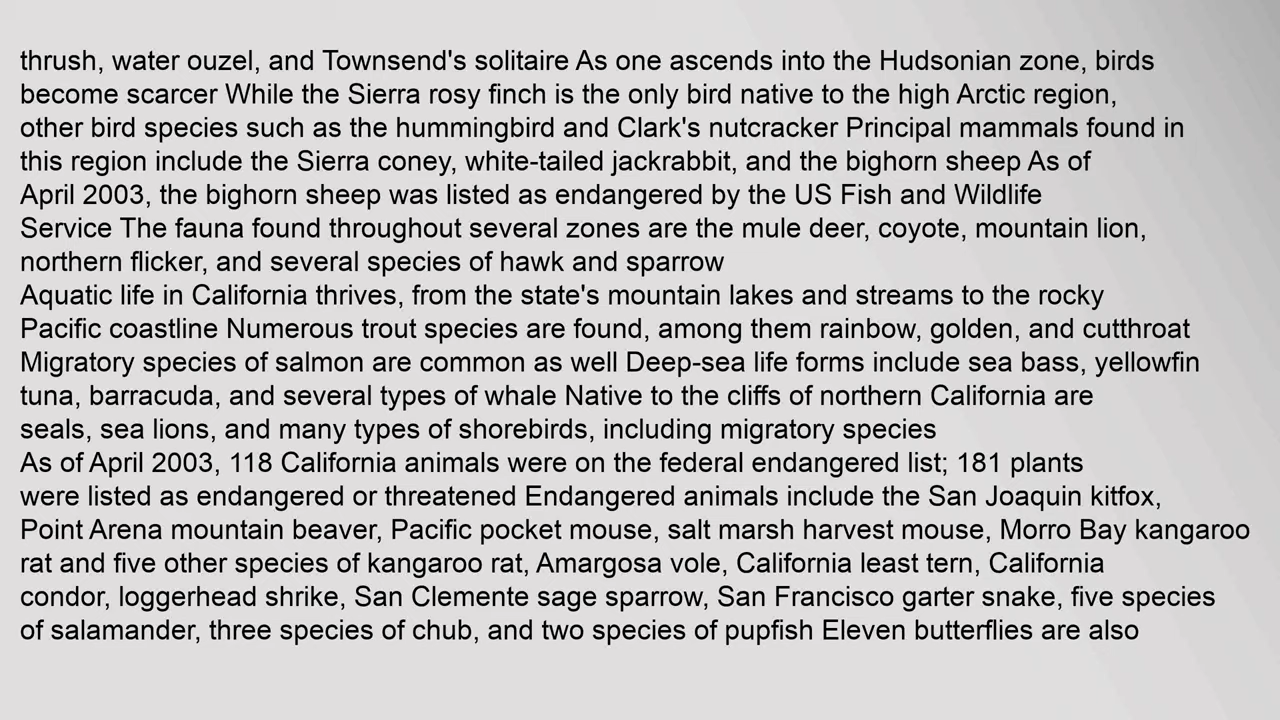 thrush, water ouzel, and Townsend's solitaire As one ascends into the Hudsonian zone, birds
become scarcer While the Sierra rosy finch is the only bird native to the high Arctic region,
other bird species such as the hummingbird and Clark's nutcracker Principal mammals found in
this region include the Sierra coney, white-tailed jackrabbit, and the bighorn sheep As of
April 2003, the bighorn sheep was listed as endangered by the US Fish and Wildlife
Service The fauna found throughout several zones are the mule deer, coyote, mountain lion,
northern flicker, and several species of hawk and sparrow
Aquatic life in California thrives, from the state's mountain lakes and streams to the rocky
Pacific coastline Numerous trout species are found, among them rainbow, golden, and cutthroat
Migratory species of salmon are common as well Deep-sea life forms include sea bass, yellowfin
tuna, barracuda, and several types of whale Native to the cliffs of northern California are
seals, sea lions, and many types of shorebirds, including migratory species
As of April 2003, 118 California animals were on the federal endangered list; 181 plants
were listed as endangered or threatened Endangered animals include the San Joaquin kitfox,
Point Arena mountain beaver, Pacific pocket mouse, salt marsh harvest mouse, Morro Bay kangaroo
rat and five other species of kangaroo rat, Amargosa vole, California least tern, California
condor, loggerhead shrike, San Clemente sage sparrow, San Francisco garter snake, five species
of salamander, three species of chub, and two species of pupfish Eleven butterflies are also